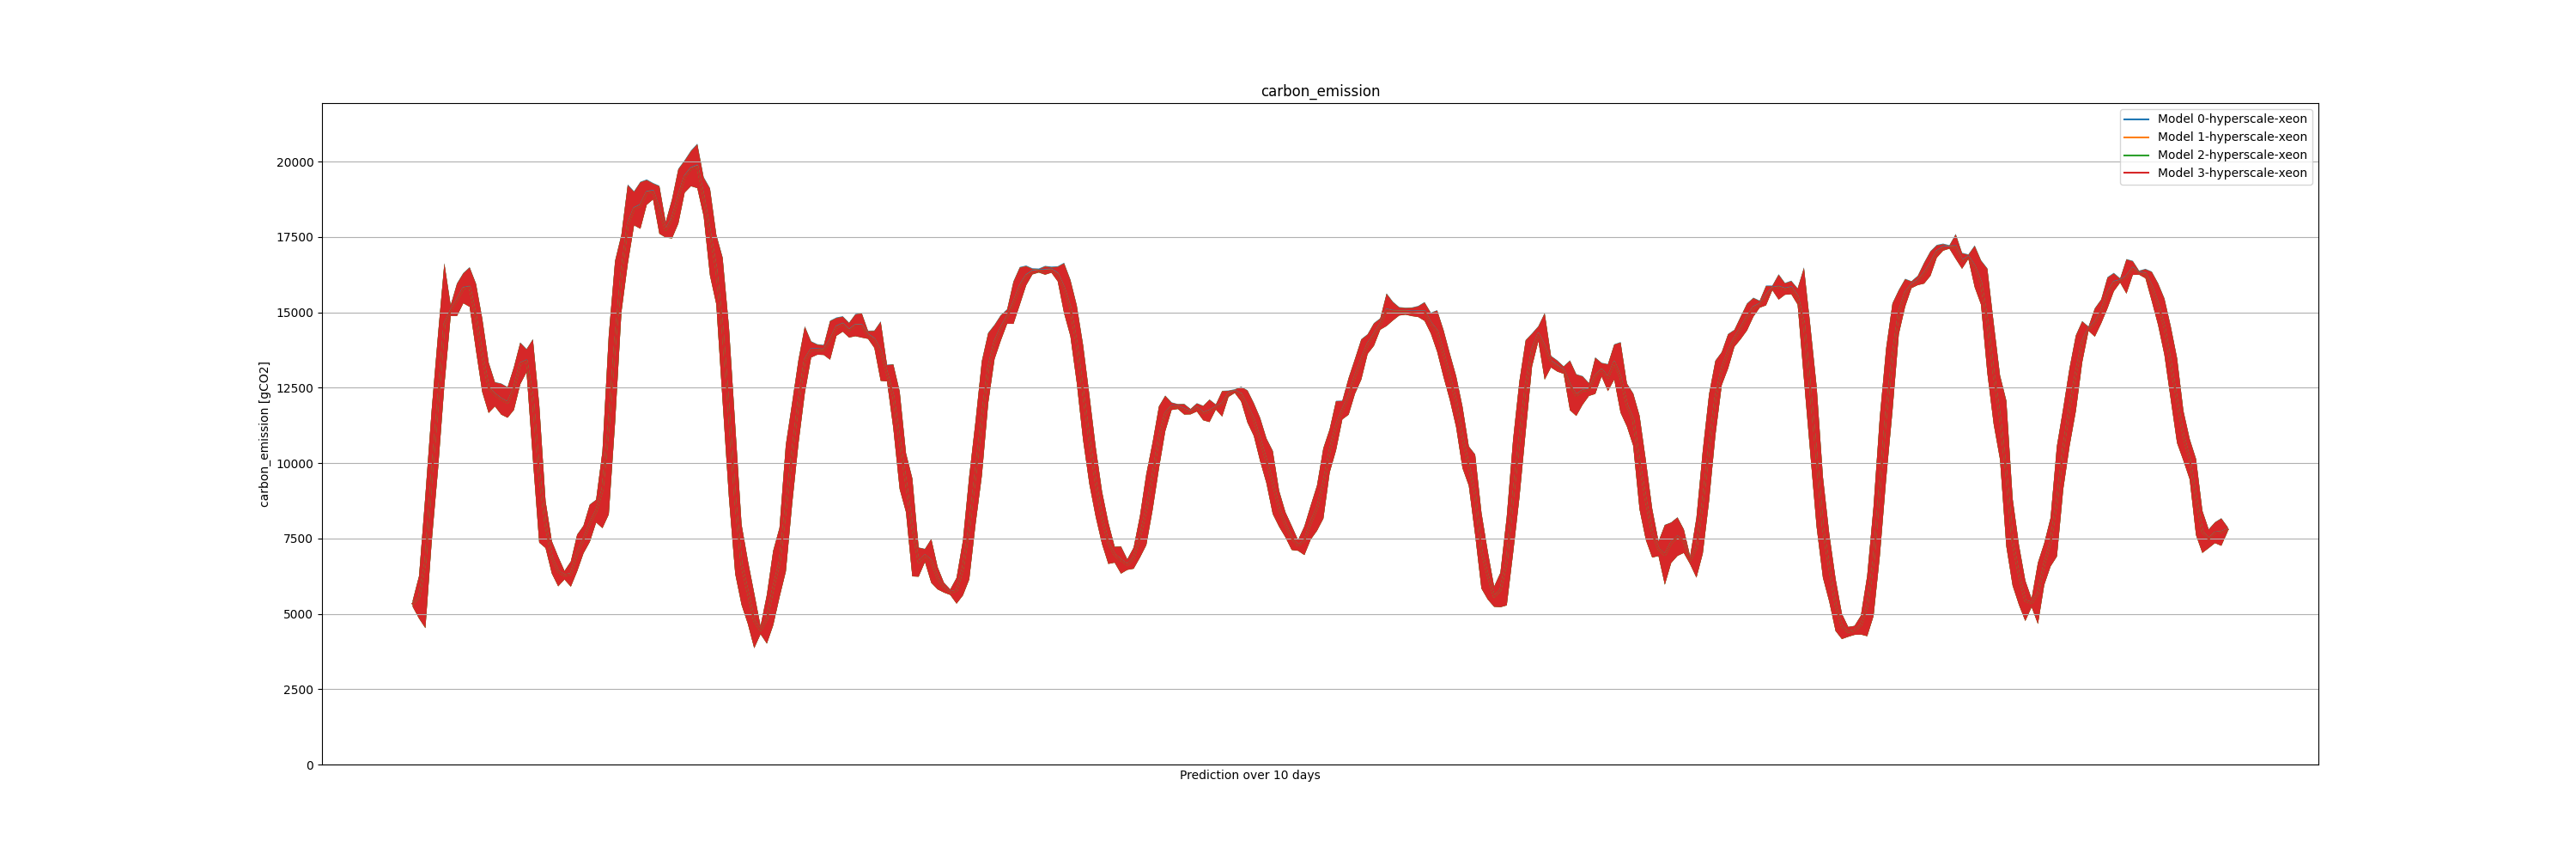 carbon_emission
Model 0-hyperscale-xeon
Model 1-hyperscale-xeon
Model 2-hyperscale-xeon
Model 3-hyperscale-xeon
20000
17500
15000
12500
10000
7500
5000
2500
0
carbon_emission [gCO2]
Prediction over 10 days